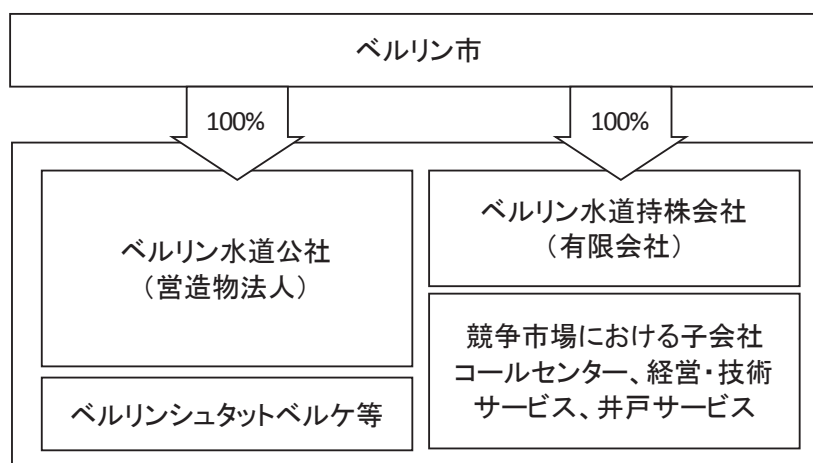 ベルリン市
100%
100%
ベルリン水道公社
（営造物法人）
ベルリンシュタットベルケ等
ベルリン水道持株会社
（有限会社）
競争市場における子会社
コールセンター、経営・技術
サービス、井戸サービス